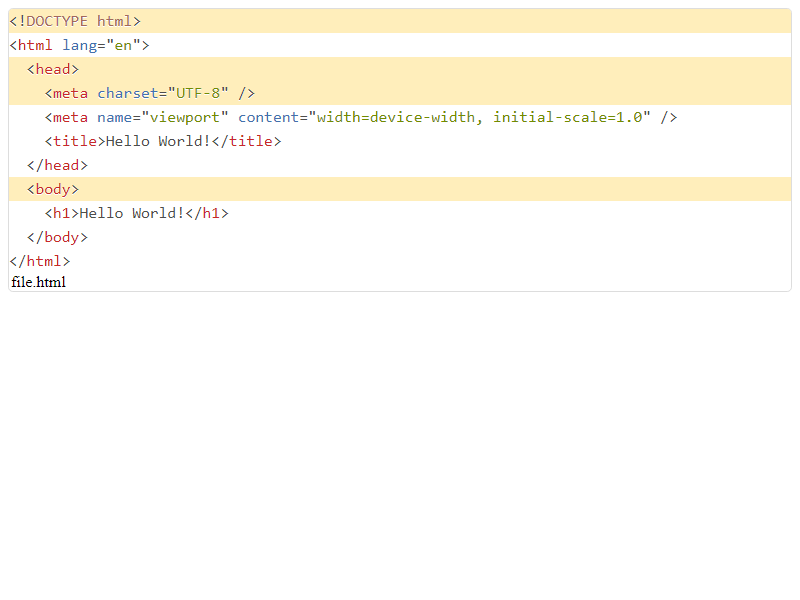 <!DOCTYPE html>
<html lang="en">
  <head>
    <meta charset="UTF-8" />
    <meta name="viewport" content="width=device-width, initial-scale=1.0" />
    <title>Hello World!</title>
  </head>
  <body>
    <h1>Hello World!</h1>
  </body>
</html>
file.html